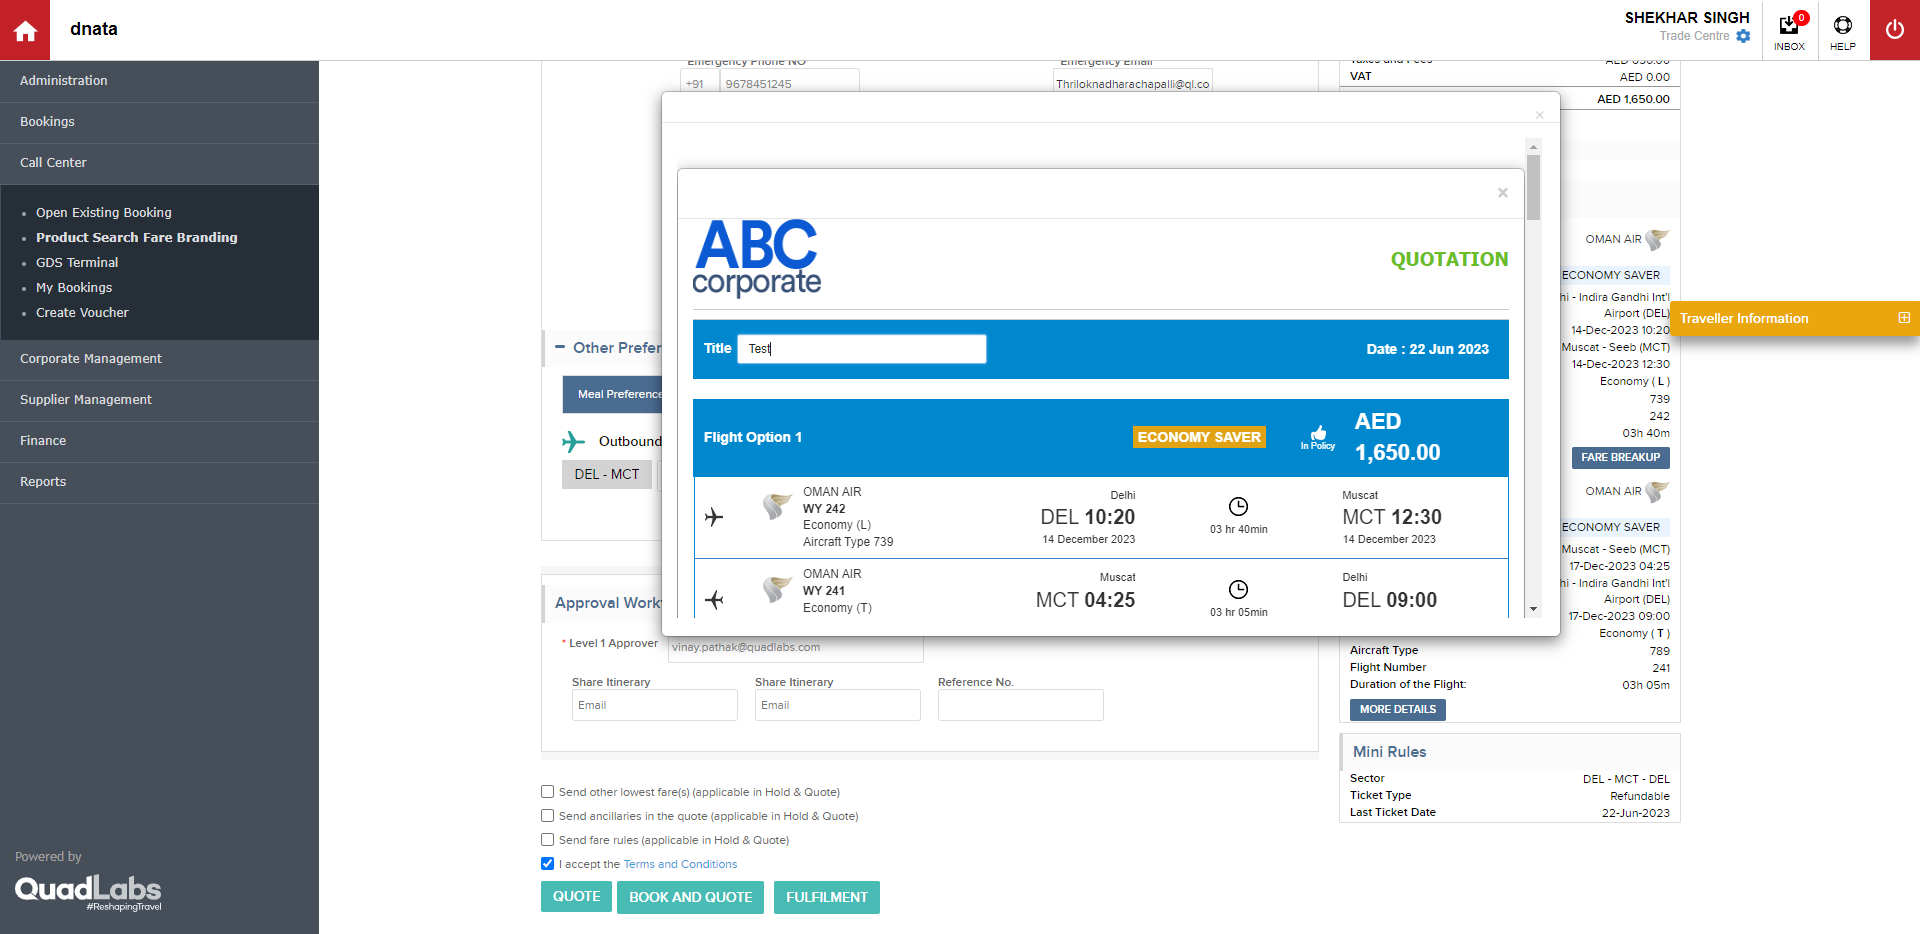 dnata
SHEKHAR SINGH
Trade Centre
0
INBOX
HELP
Administration
Bookings
Call Center
Open Existing Booking
Product Search Fare Branding
GDS Terminal
My Bookings
Create Voucher
Corporate Management
Supplier Management
Finance
Reports
Powered by
QuadLabs
#ReshapingTravel
Emergency Phone NO
Emergency Email
+91
9678451245
Thriloknadharachapalli@ql.co
Other Prefer
Meal Preference
Outbound
DEL - MCT
×
×
ABC
corporate
QUOTATION
Title
Test
Date : 22 Jun 2023
Flight Option 1
ECONOMY SAVER
In Policy
AED
1,650.00
OMAN AIR
WY 242
Economy (L)
Aircraft Type 739
Delhi
DEL 10:20
14 December 2023
03 hr 40min
Muscat
MCT 12:30
14 December 2023
OMAN AIR
WY 241
Economy (T)
Muscat
MCT 04:25
03 hr 05min
Delhi
DEL 09:00
Approval Work
* Level 1 Approver
vinay.pathak@quadlabs.com
Share Itinerary
Share Itinerary
Reference No.
Email
Email
Send other lowest fare(s) (applicable in Hold & Quote)
Send ancillaries in the quote (applicable in Hold & Quote)
Send fare rules (applicable in Hold & Quote)
I accept the Terms and Conditions
QUOTE
BOOK AND QUOTE
FULFILMENT
Taxes and Fees
VAT
AED 0.00
AED 1,650.00
OMAN AIR
ECONOMY SAVER
hi - Indira Gandhi Int'l
Airport (DEL)
14-Dec-2023 10:20
Muscat - Seeb (MCT)
14-Dec-2023 12:30
Economy ( L )
739
242
03h 40m
FARE BREAKUP
Traveller Information
OMAN AIR
ECONOMY SAVER
Muscat - Seeb (MCT)
17-Dec-2023 04:25
hi - Indira Gandhi Int'l
Airport (DEL)
17-Dec-2023 09:00
Economy ( T )
Aircraft Type
789
Flight Number
241
Duration of the Flight:
03h 05m
MORE DETAILS
Mini Rules
Sector
DEL - MCT - DEL
Ticket Type
Refundable
Last Ticket Date
22-Jun-2023